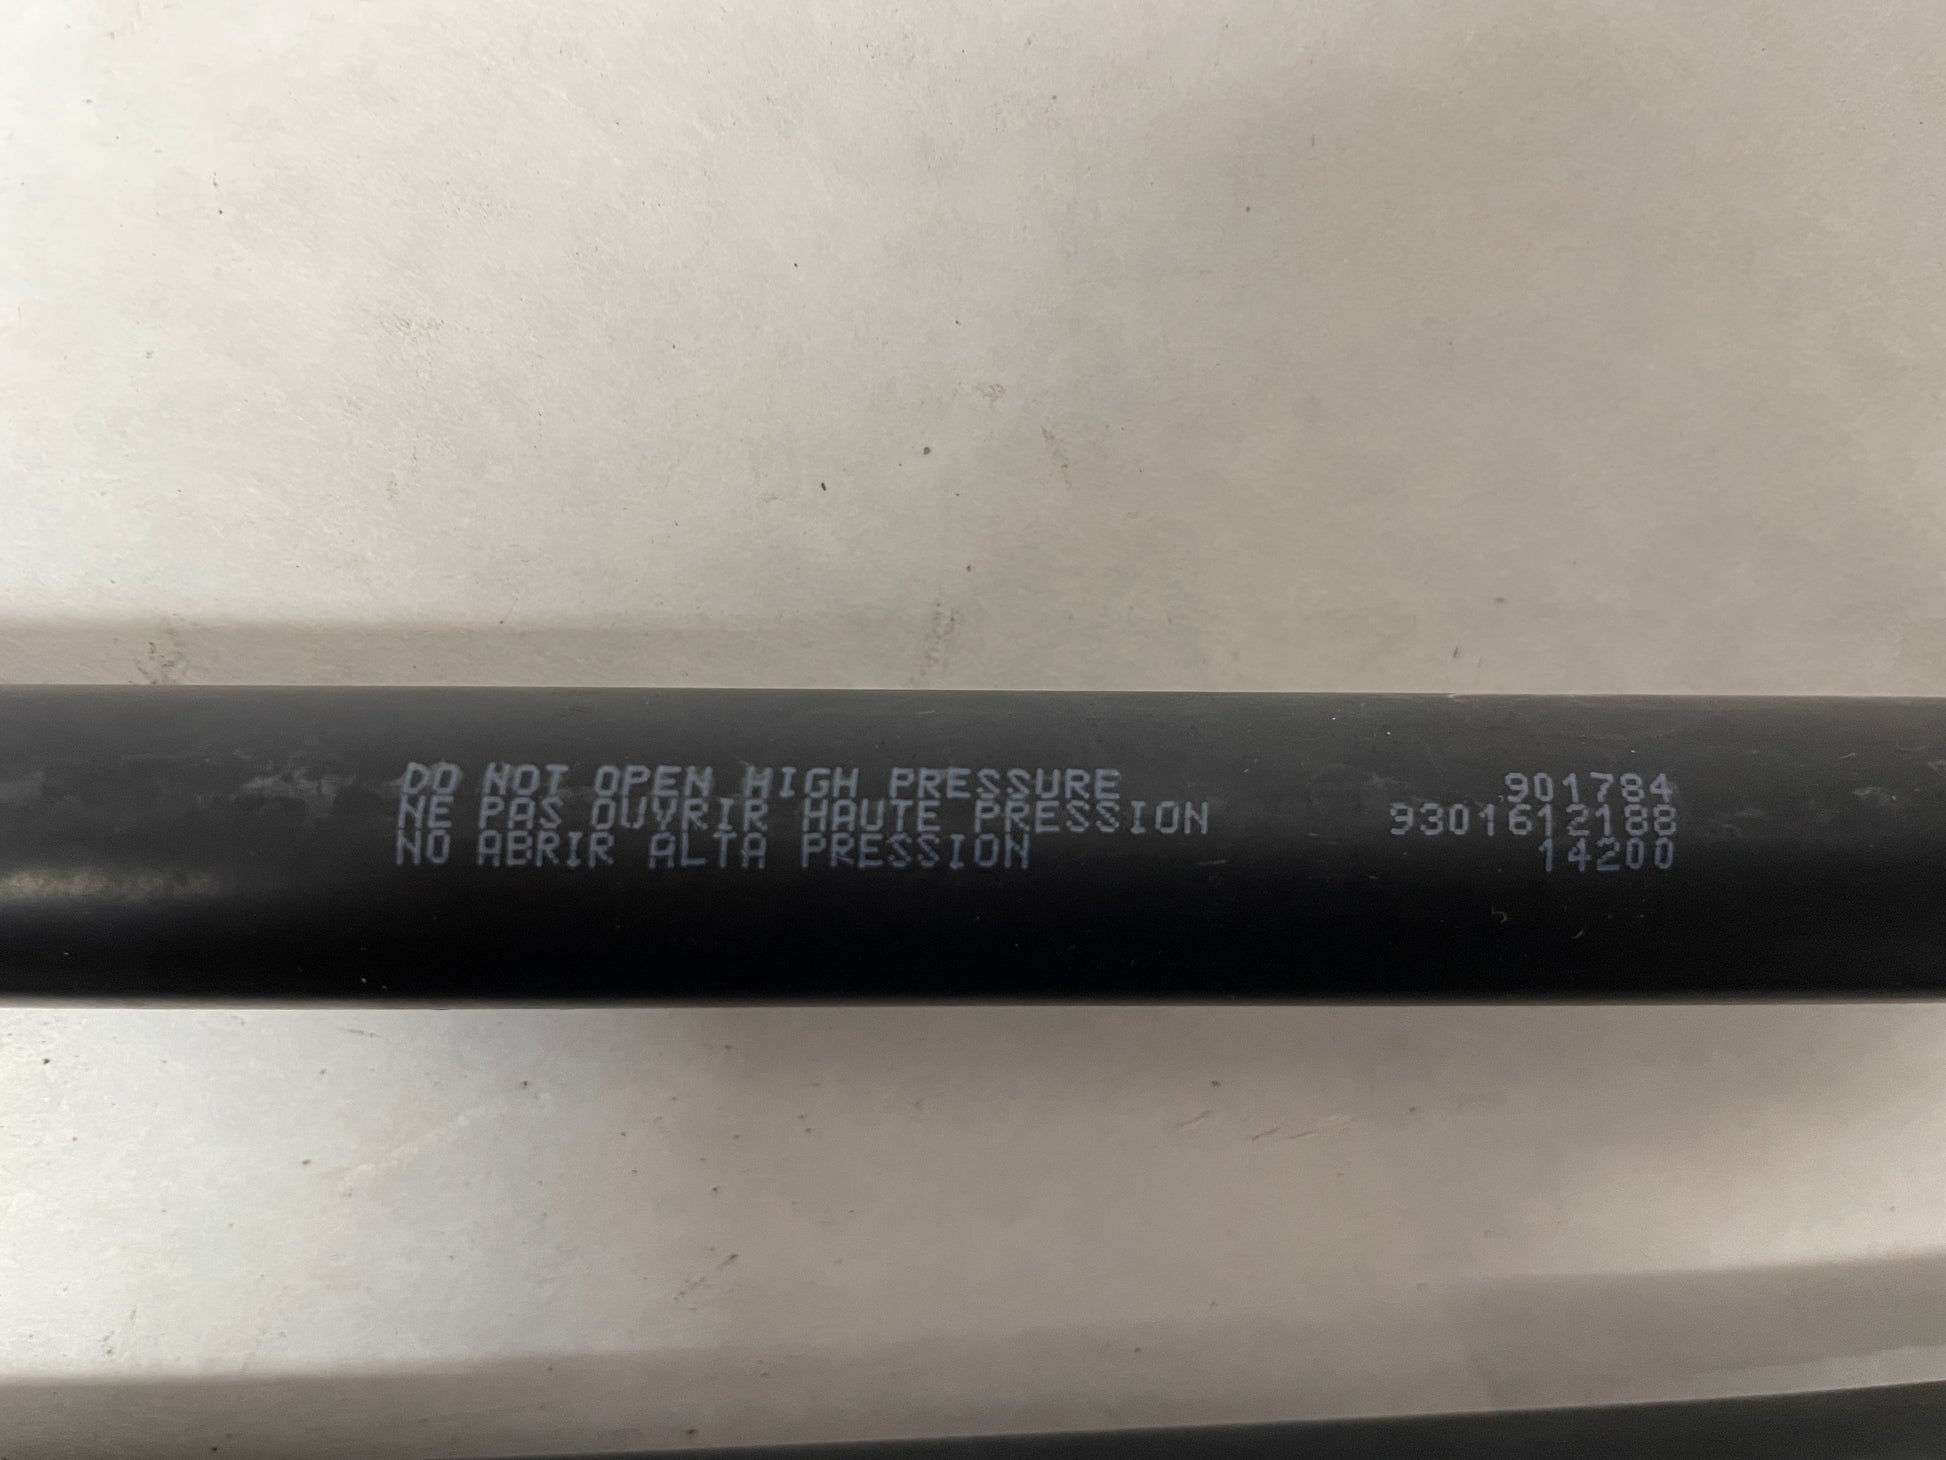 DO NOT OPEN HIGH PRESSURE
NE PAS OUVRIR HAUTE PRESSION
NO ABRIR ALTA PRESSION
901784
9301612188
14200